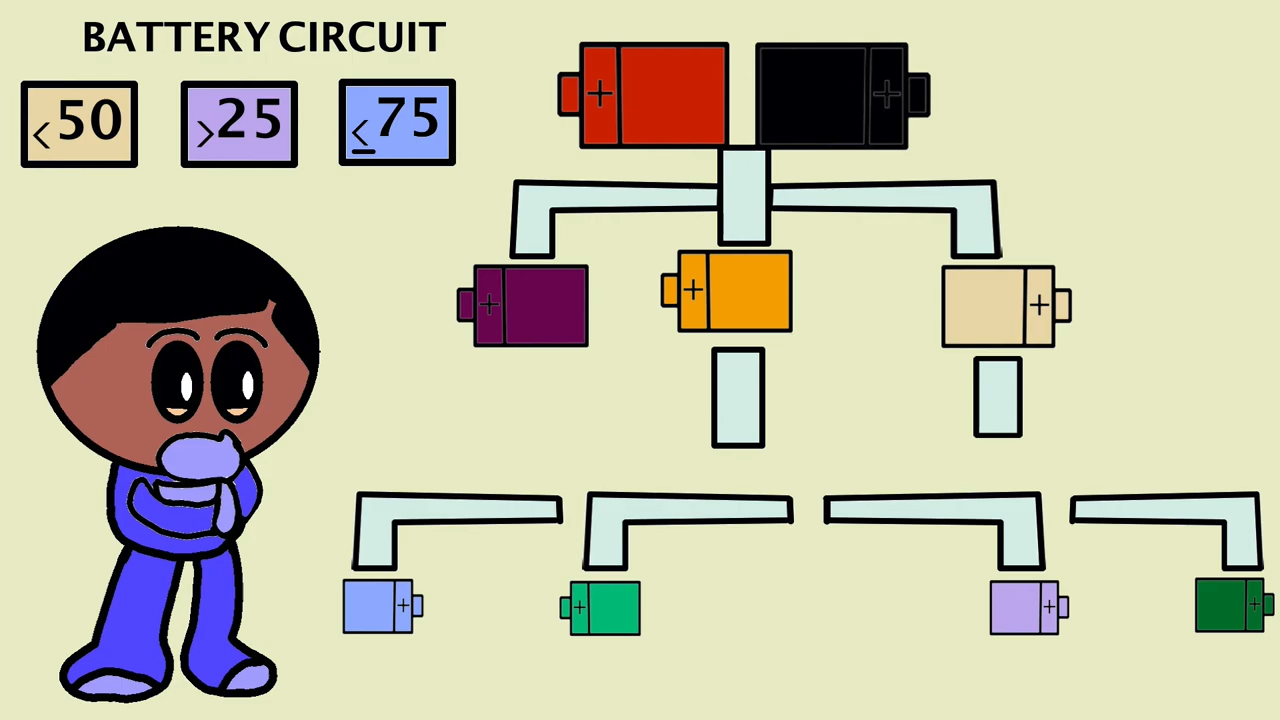 BATTERY CIRCUIT
<50 >25 ≤75
+ +
+ + +
+ + + +